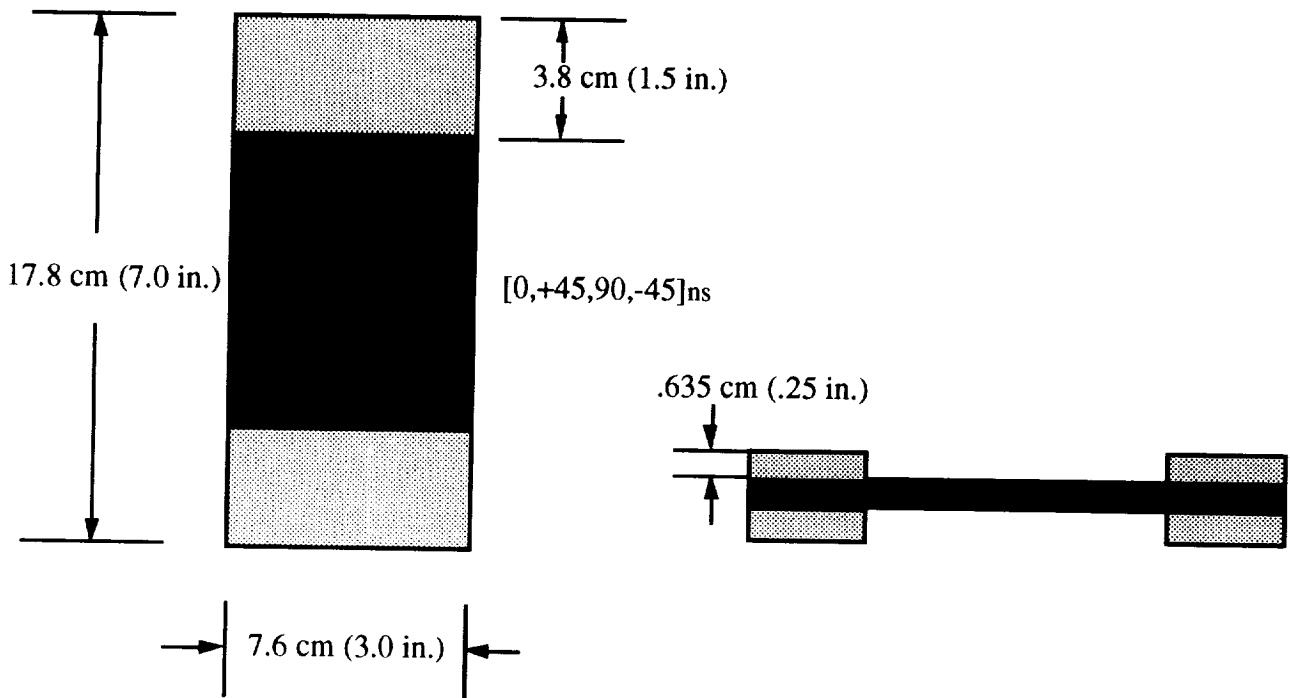 3.8 cm (1.5 in.)
17.8 cm (7.0 in.)
[0,+45,90,-45]ns
.635 cm (.25 in.)
7.6 cm (3.0 in.)